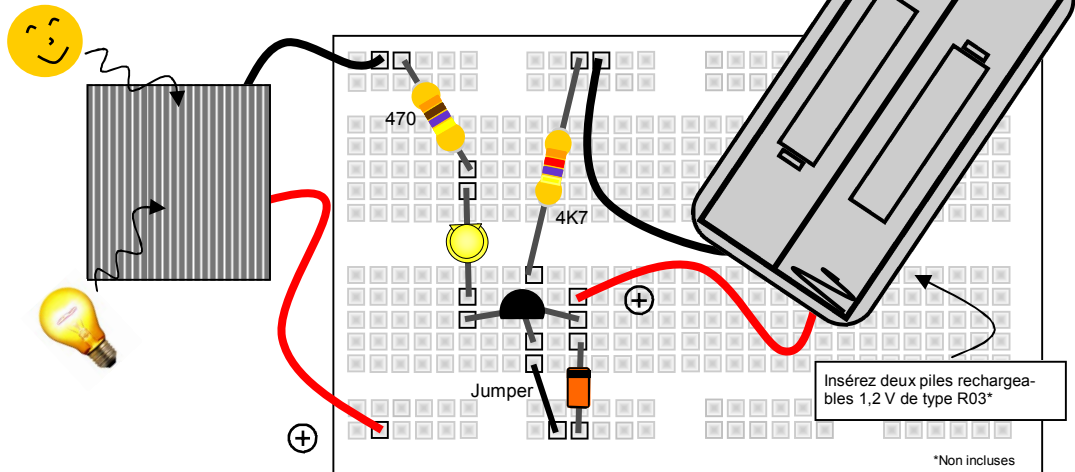 470
4K7
⊕
Jumper
Insérez deux piles rechargea-
bles 1,2 V de type R03*
⊕
*Non incluses